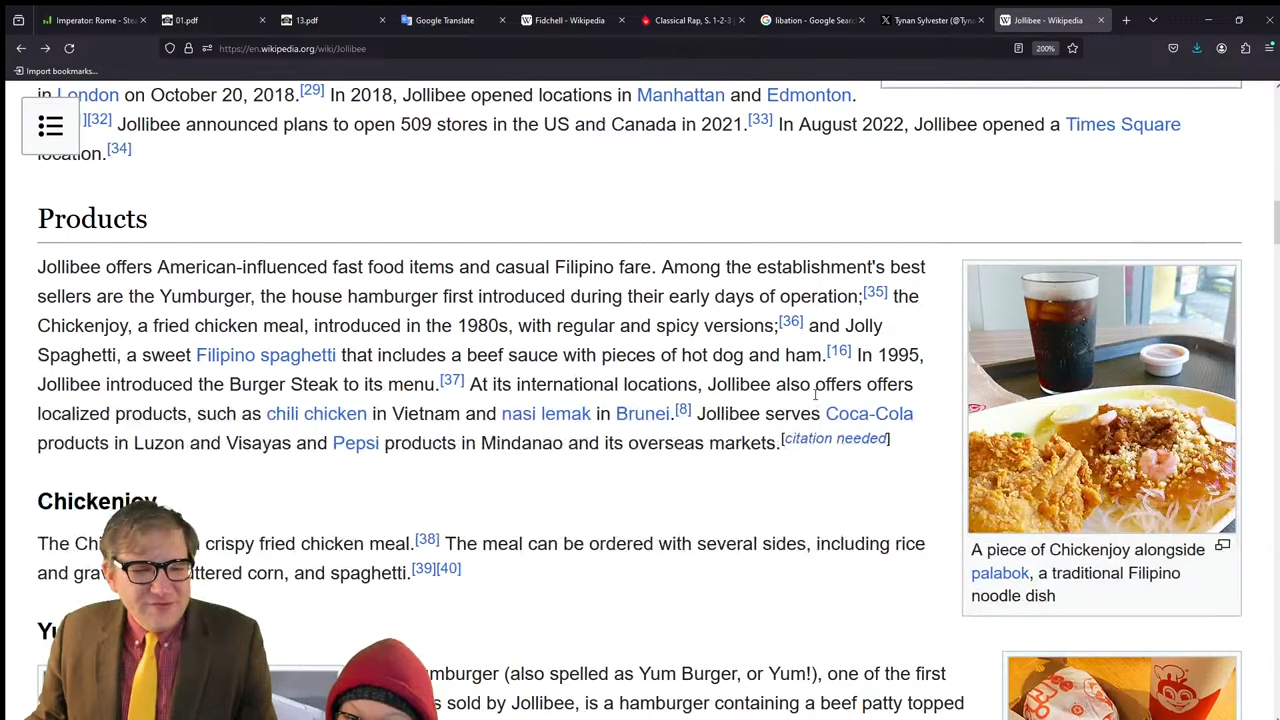 Imperator: Rome - Stea
01.pdf
13.pdf
Google Translate
Fidchell - Wikipedia
Classical Rap, S. 1-2-3
libation - Google Search
Tynan Sylvester (@Tyna
Jollibee - Wikipedia
https://en.wikipedia.org/wiki/Jollibee
200%
Import bookmarks...
in London on October 20, 2018.[29] In 2018, Jollibee opened locations in Manhattan and Edmonton.
][32] Jollibee announced plans to open 509 stores in the US and Canada in 2021.[33] In August 2022, Jollibee opened a Times Square
location.[34]
Products
Jollibee offers American-influenced fast food items and casual Filipino fare. Among the establishment's best
sellers are the Yumburger, the house hamburger first introduced during their early days of operation;[35] the
Chickenjoy, a fried chicken meal, introduced in the 1980s, with regular and spicy versions;[36] and Jolly
Spaghetti, a sweet Filipino spaghetti that includes a beef sauce with pieces of hot dog and ham.[16] In 1995,
Jollibee introduced the Burger Steak to its menu.[37] At its international locations, Jollibee also offers offers
localized products, such as chili chicken in Vietnam and nasi lemak in Brunei.[8] Jollibee serves Coca-Cola
products in Luzon and Visayas and Pepsi products in Mindanao and its overseas markets.[citation needed]
A piece of Chickenjoy alongside
palabok, a traditional Filipino
noodle dish
Chickenjoy
The Chi crispy fried chicken meal.[38] The meal can be ordered with several sides, including rice
and grav ttered corn, and spaghetti.[39][40]
Yu
mburger (also spelled as Yum Burger, or Yum!), one of the first
s sold by Jollibee, is a hamburger containing a beef patty topped